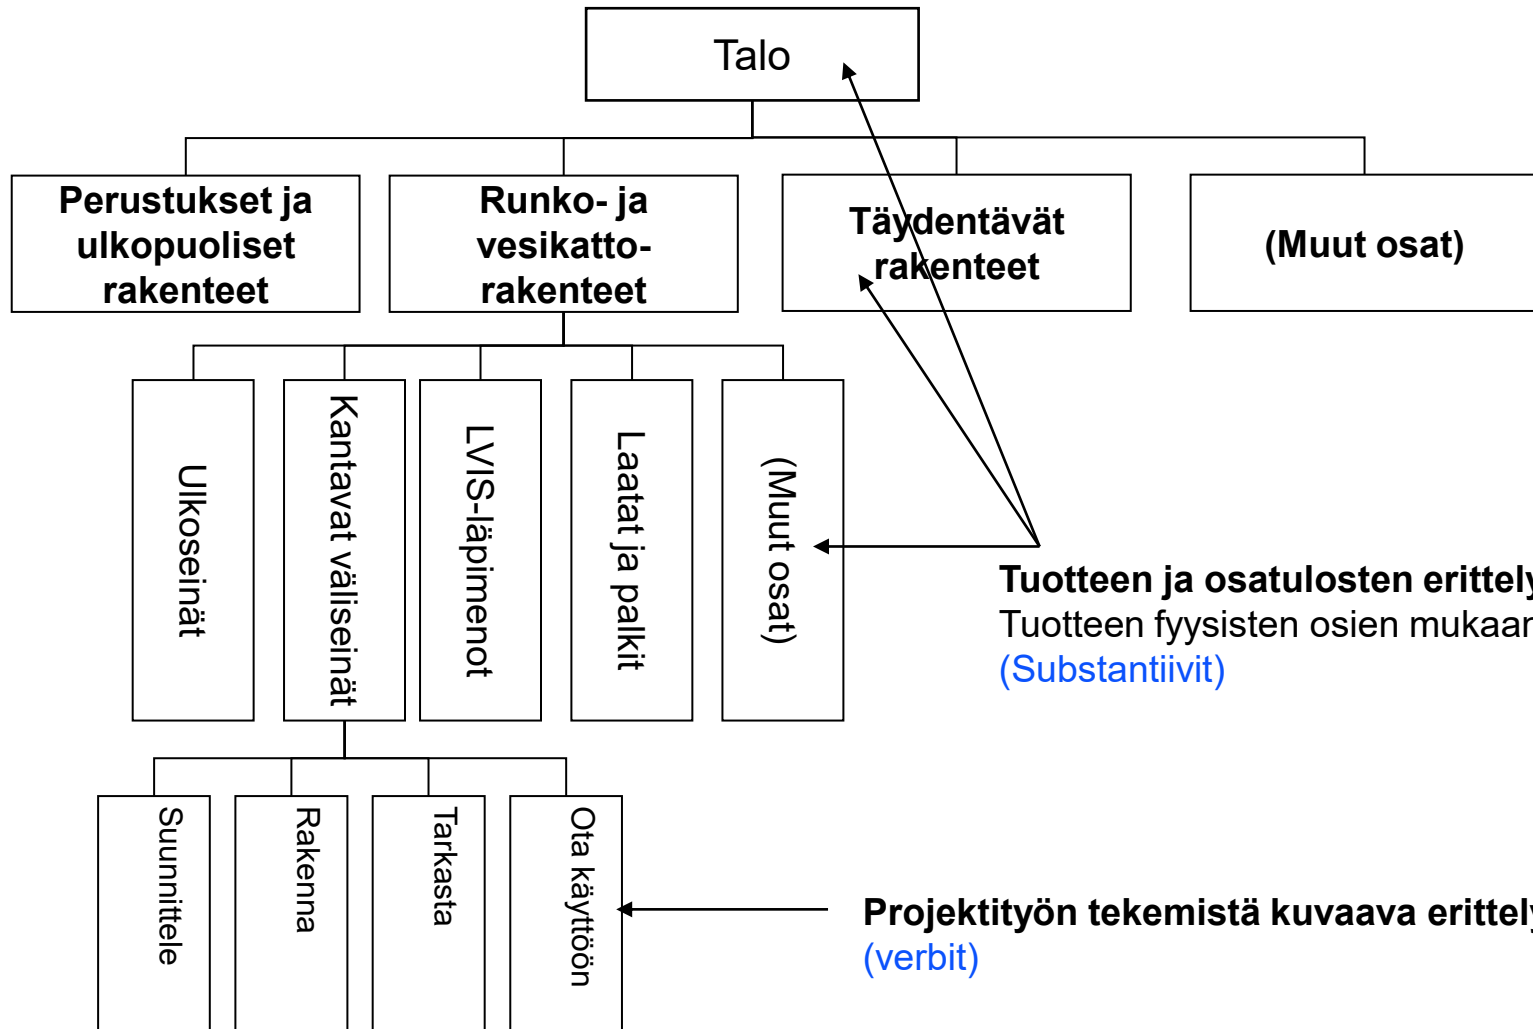 Talo
Perustukset ja
ulkopuoliset
rakenteet
Runko- ja
vesikatto-
rakenteet
Täydentävät
rakenteet
(Muut osat)
Ulkoseinät
Kantavat väliseinät
LVIS-läpimenot
Laatat ja palkit
(Muut osat)
Tuotteen ja osatulosten erittely
Tuotteen fyysisten osien mukaan
(Substantiivit)
Suunnittele
Rakenna
Tarkasta
Ota käyttöön
Projektityön tekemistä kuvaava erittely
(verbit)